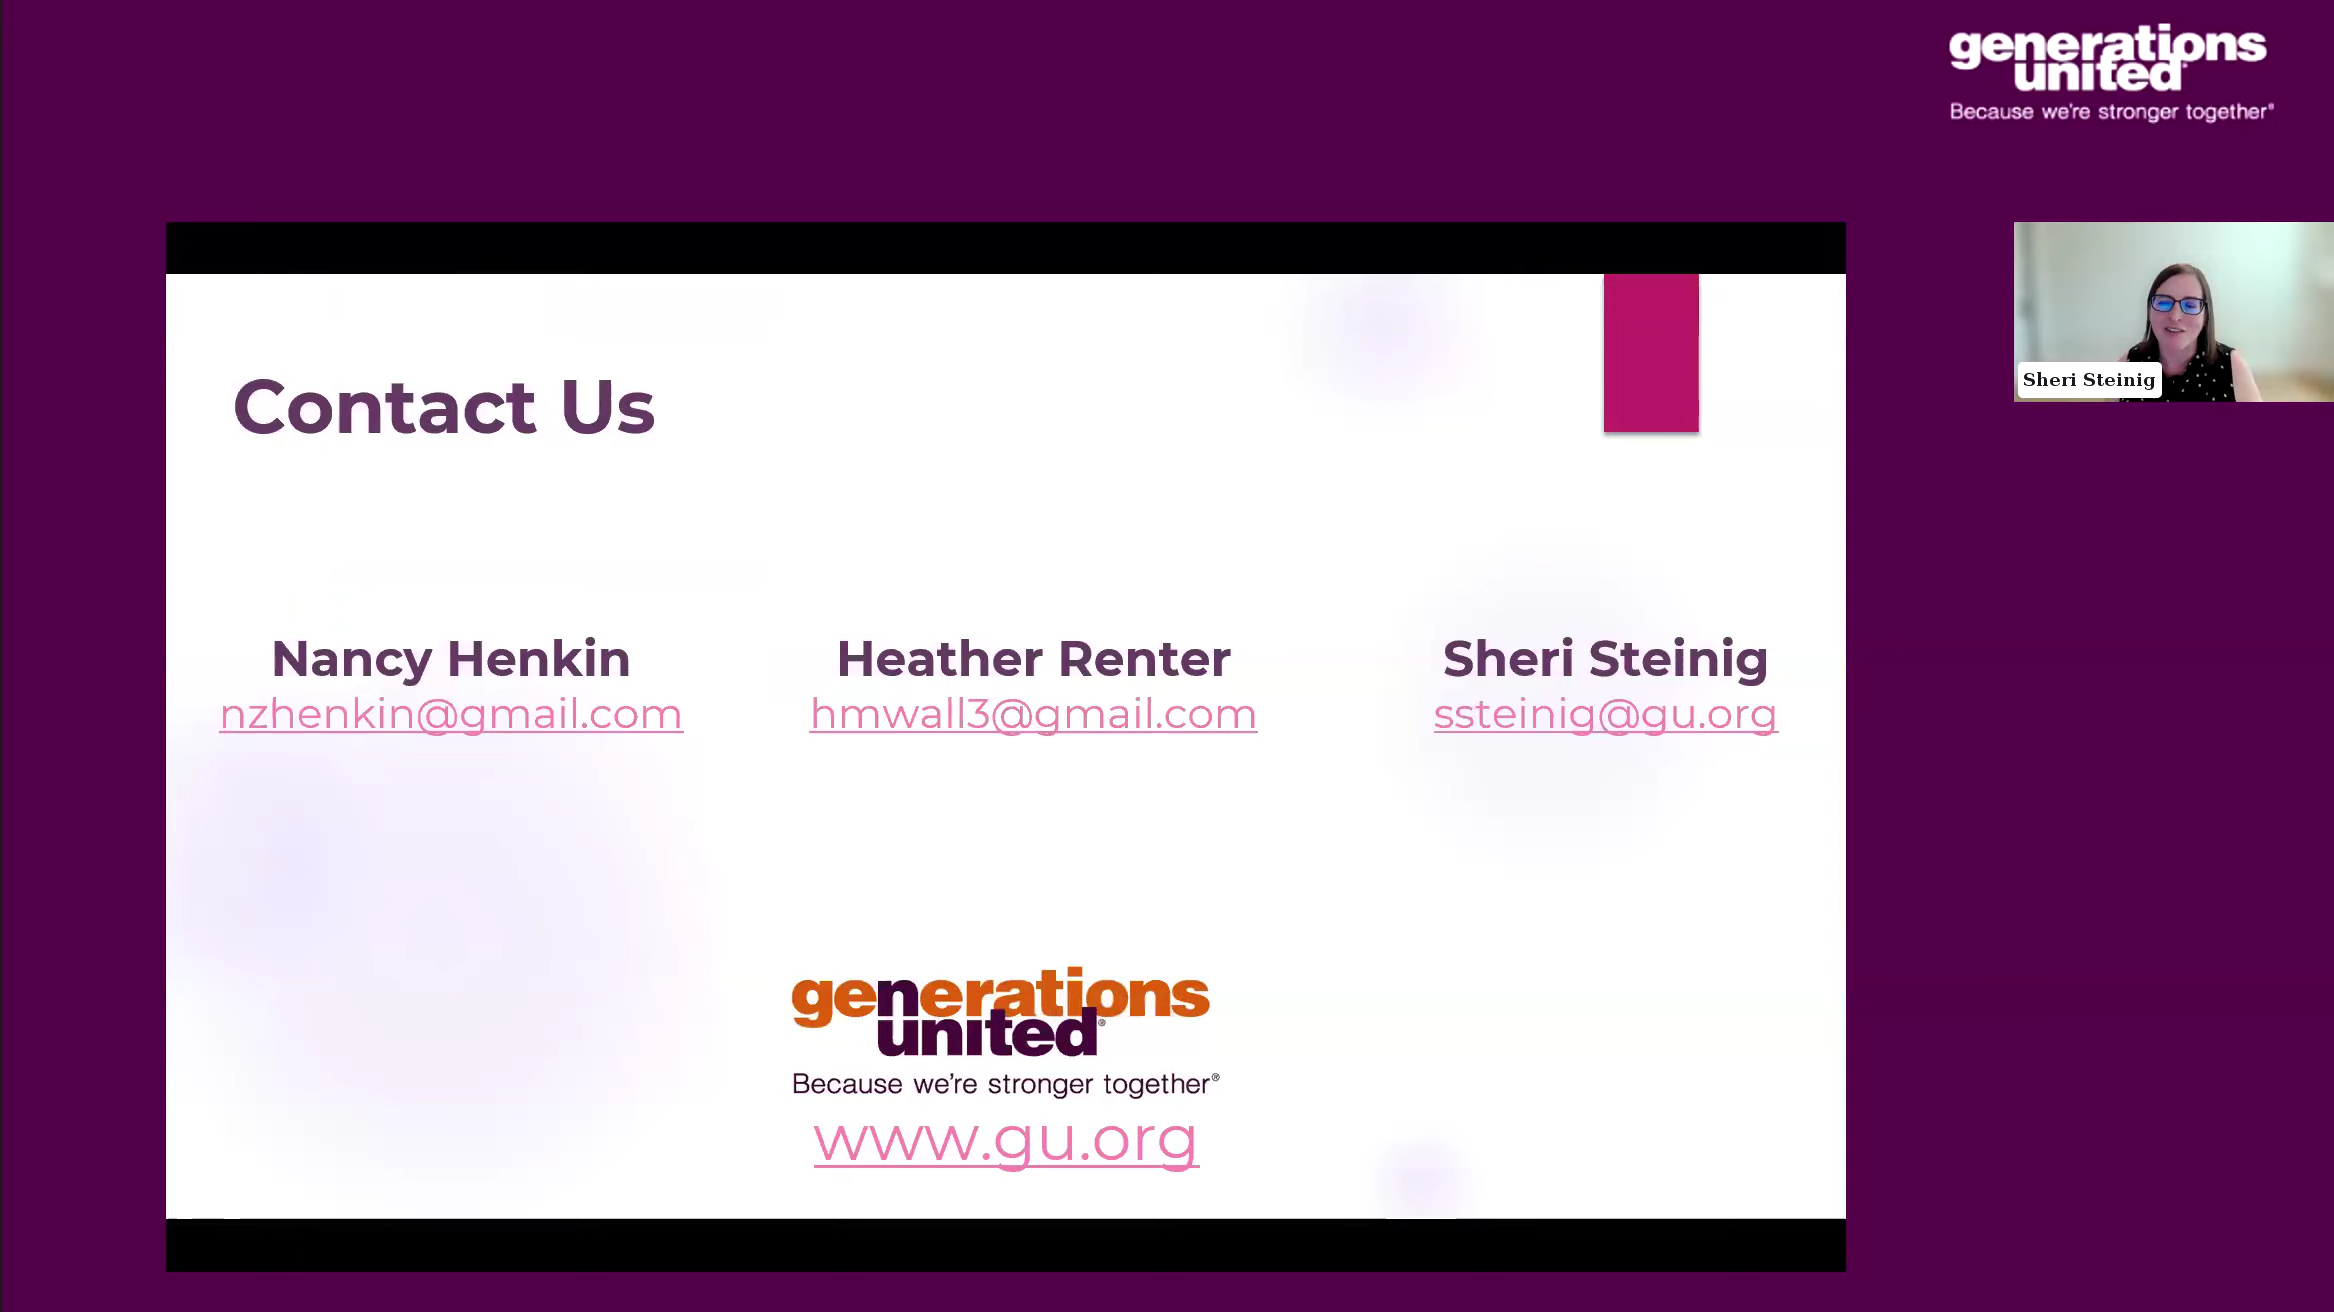 generations
united®
Because we're stronger together®
Sheri Steinig
Contact Us
Nancy Henkin
nzhenkin@gmail.com
Heather Renter
hmwall3@gmail.com
Sheri Steinig
ssteinig@gu.org
generations
united®
Because we're stronger together®
www.gu.org